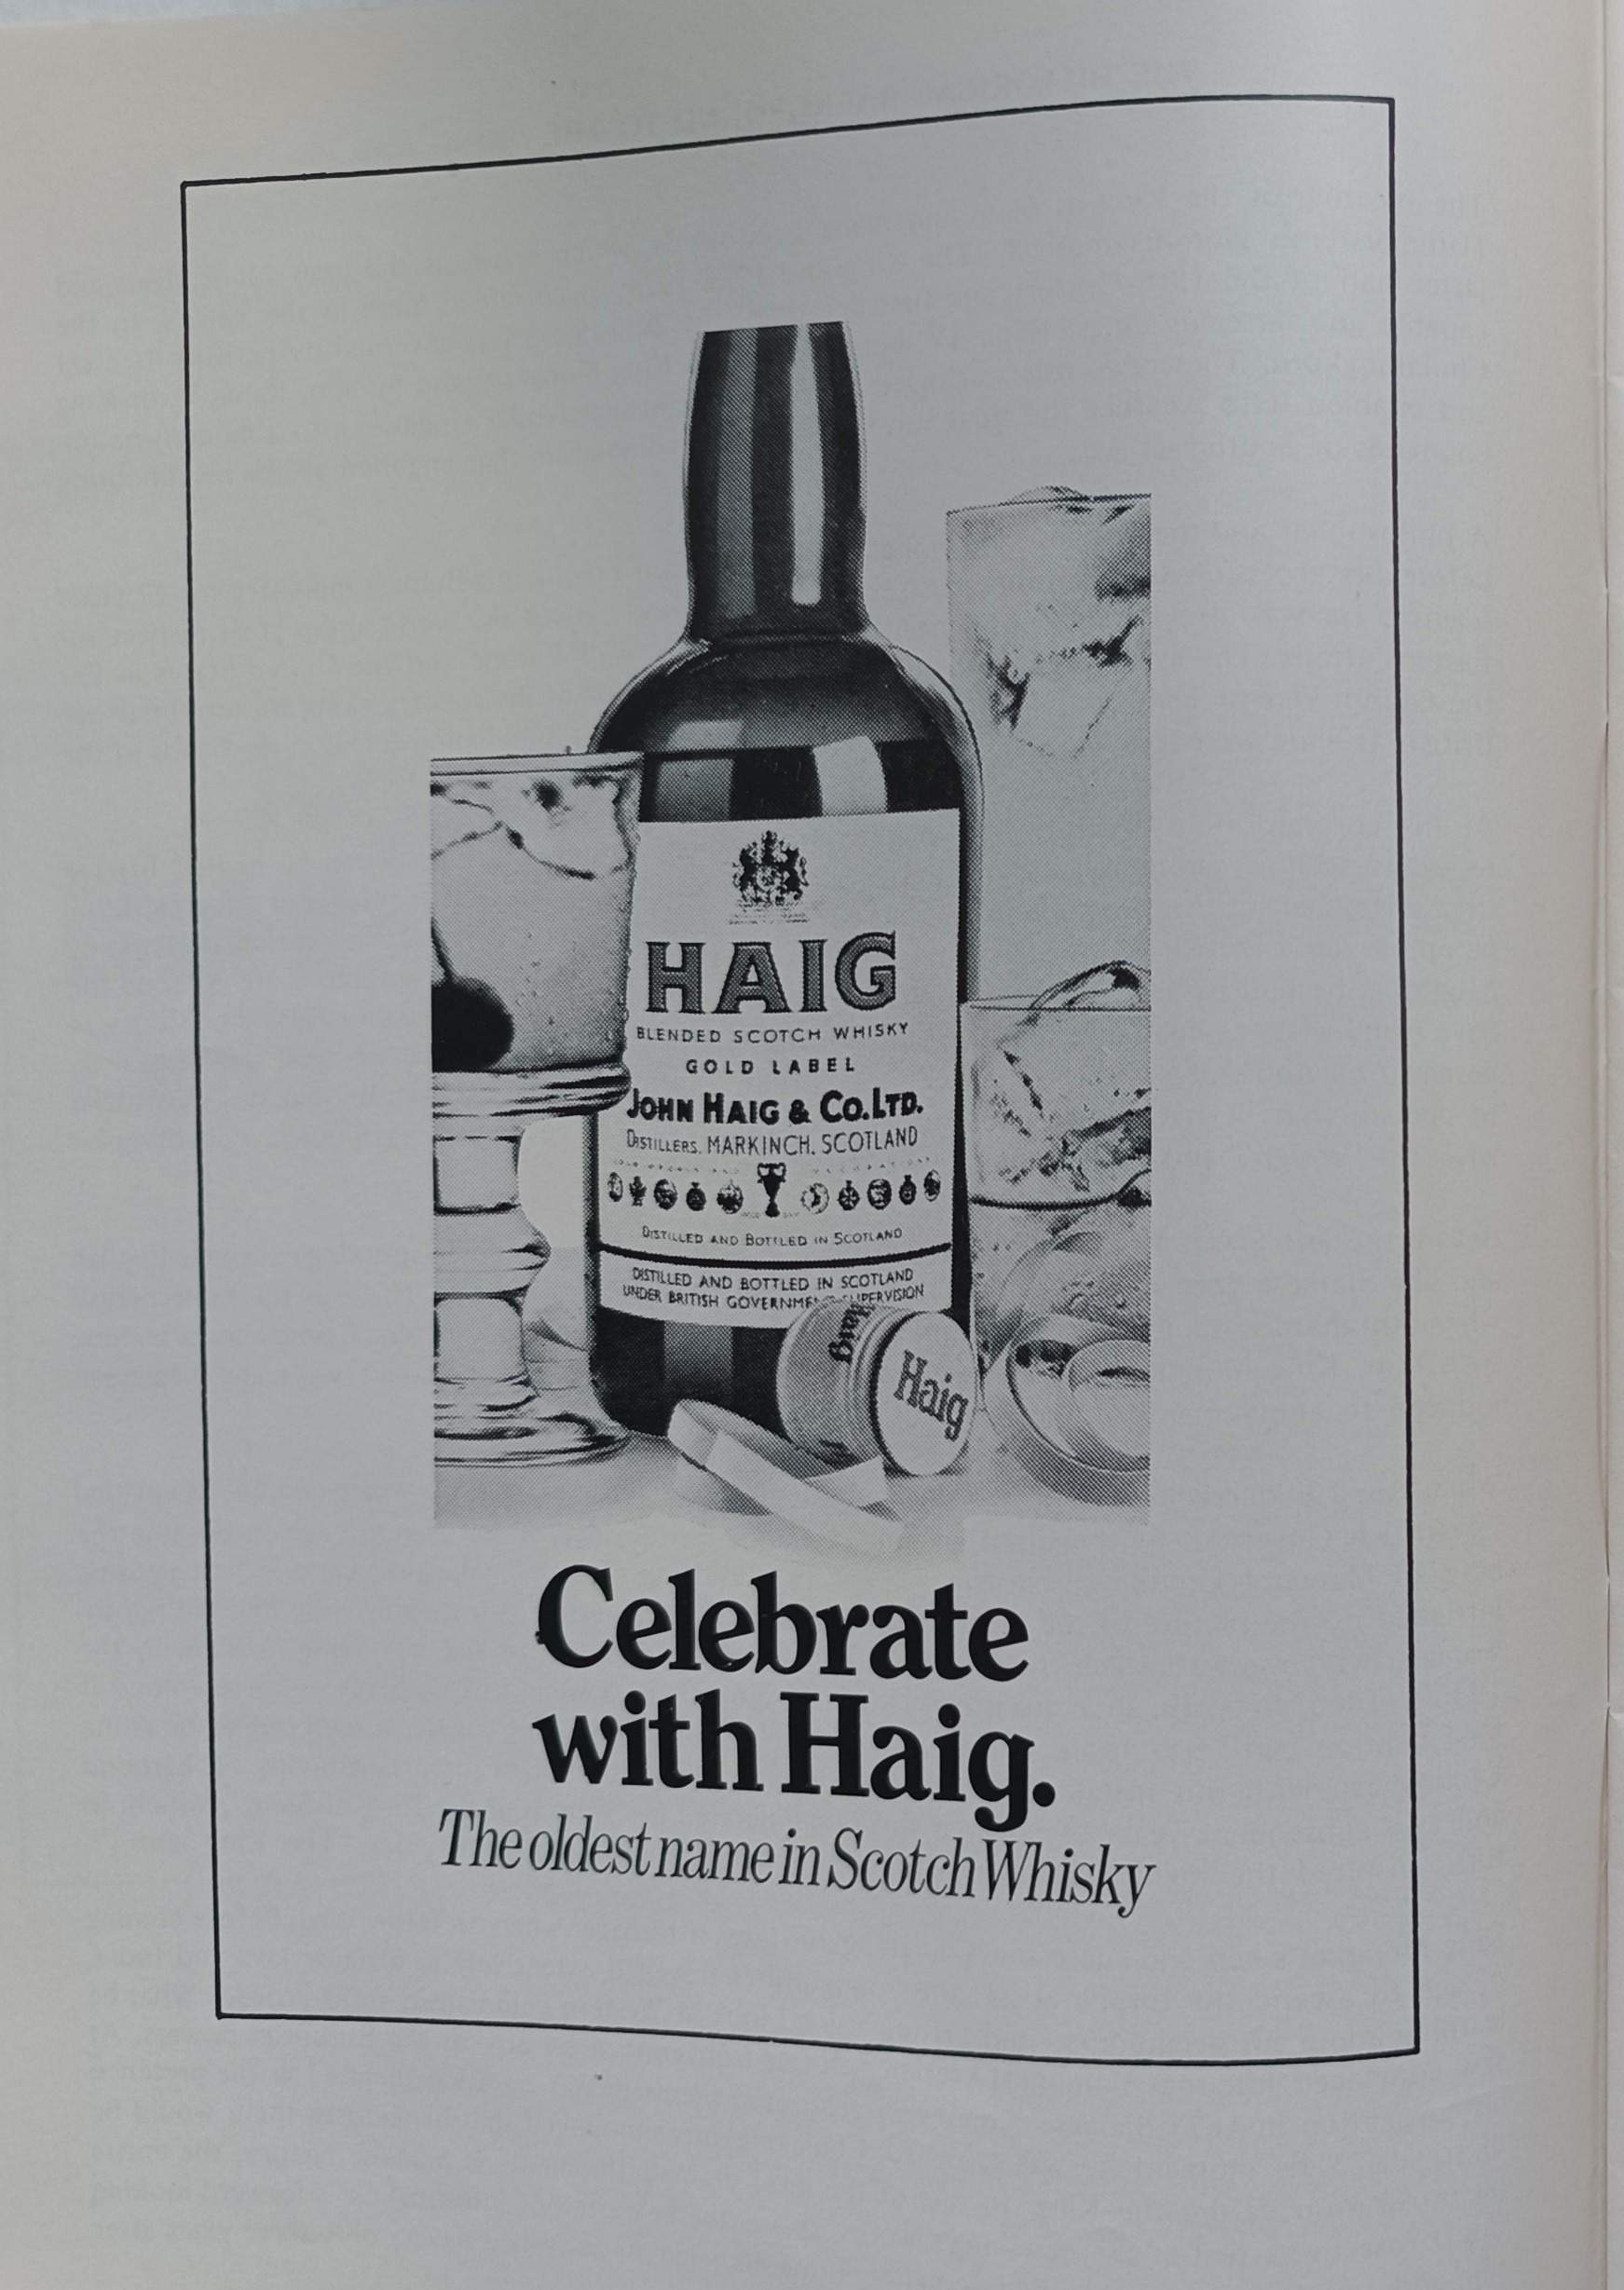 HAIG
BLENDED SCOTCH WHISKY
GOLD LABEL
JOHN HAIG & CO. LTD.
DISTILLERS, MARKINCH, SCOTLAND
DISTILLED AND BOTTLED IN SCOTLAND
DISTILLED AND BOTTLED IN SCOTLAND
UNDER BRITISH GOVERNMENT SUPERVISION
Haig
Haig
Celebrate
with Haig.
The oldest name in Scotch Whisky